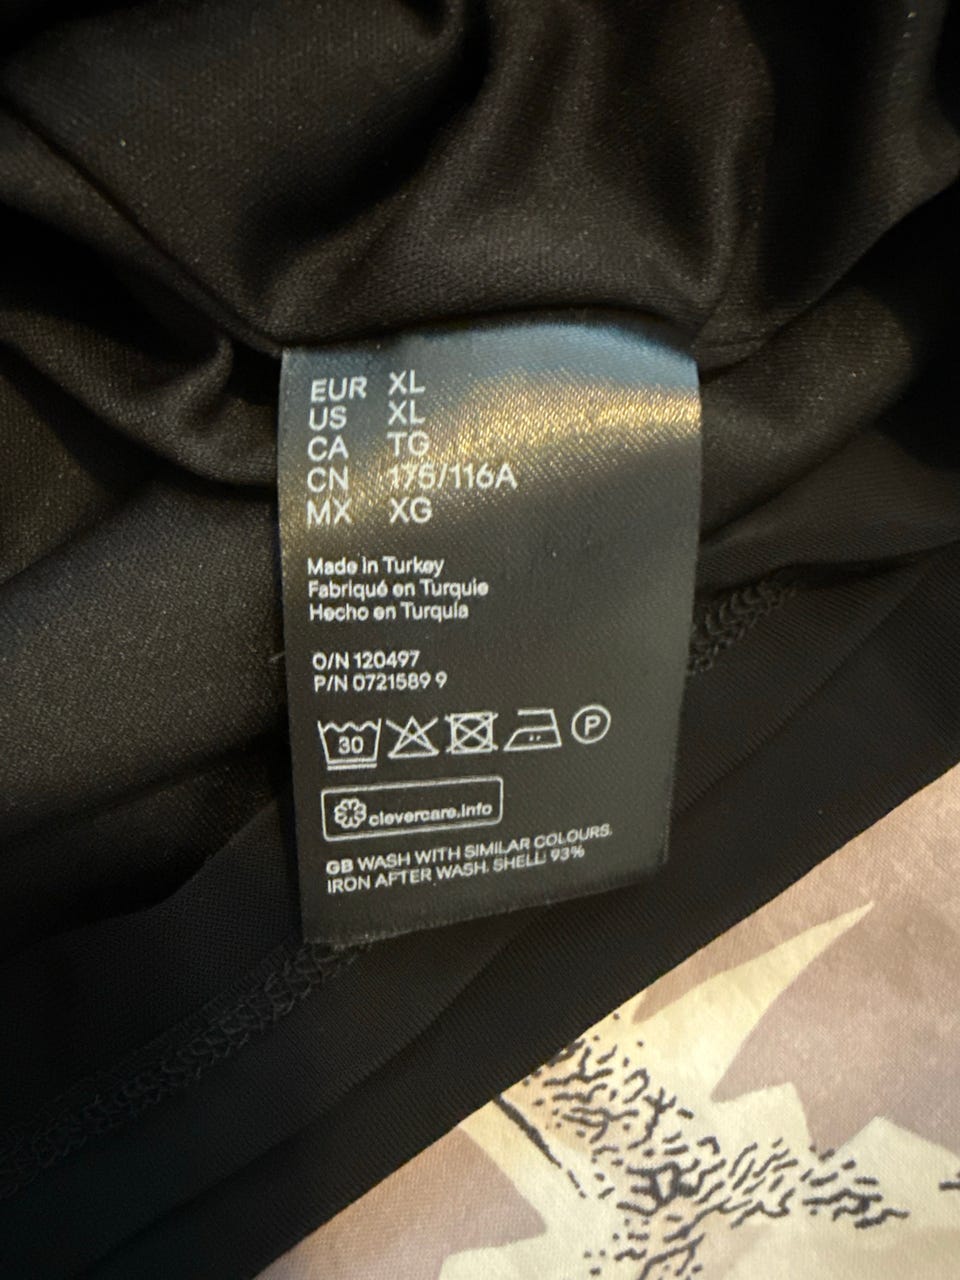 EUR XL
US XL
CA TG
CN 175/116A
MX XG
Made in Turkey
Fabriqué en Turquie
Hecho en Turquía
O/N 120497
P/N 0721589 9
30 P
clevercare.info
GB WASH WITH SIMILAR COLOURS.
IRON AFTER WASH. SHELL 93%